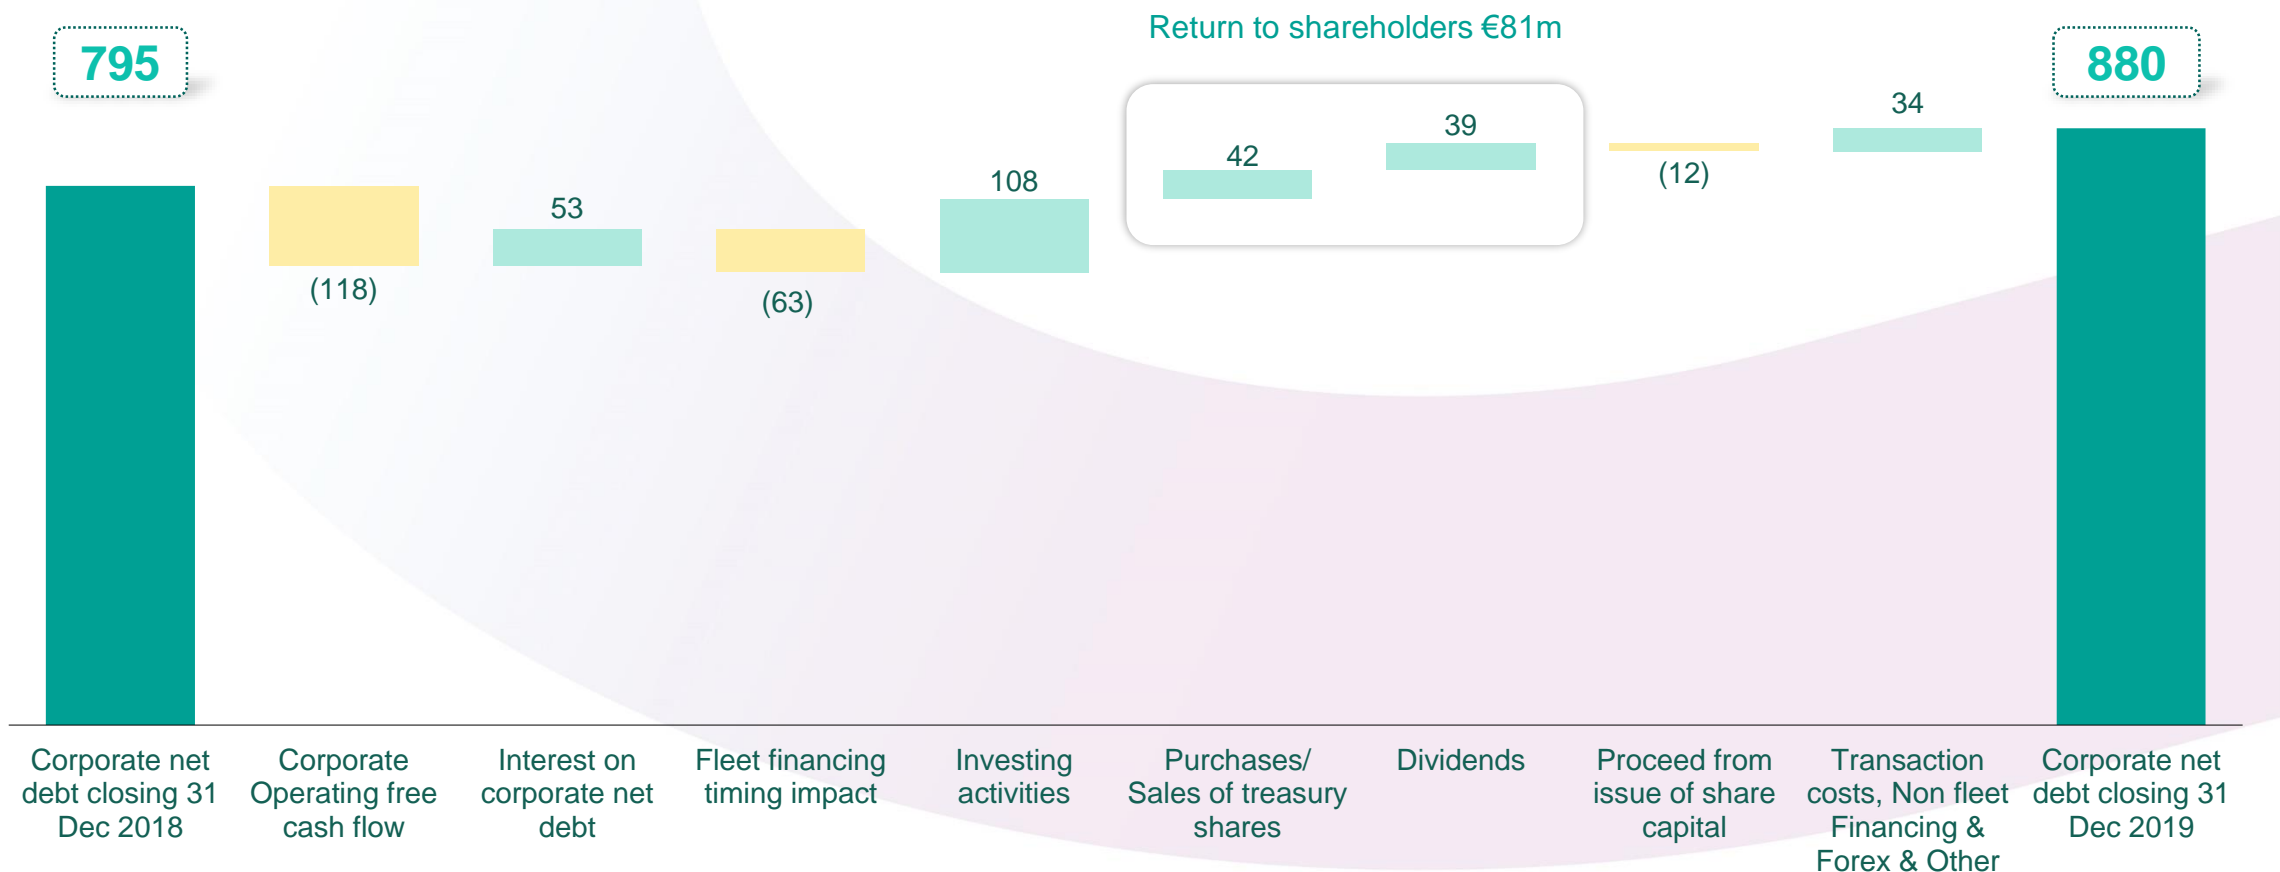 Return to shareholders €81m
795
880
(118)
53
(63)
108
42
39
(12)
34
Corporate net
debt closing 31
Dec 2018
Corporate
Operating free
cash flow
Interest on
corporate net
debt
Fleet financing
timing impact
Investing
activities
Purchases/
Sales of treasury
shares
Dividends
Proceed from
issue of share
capital
Transaction
costs, Non fleet
Financing &
Forex & Other
Corporate net
debt closing 31
Dec 2019